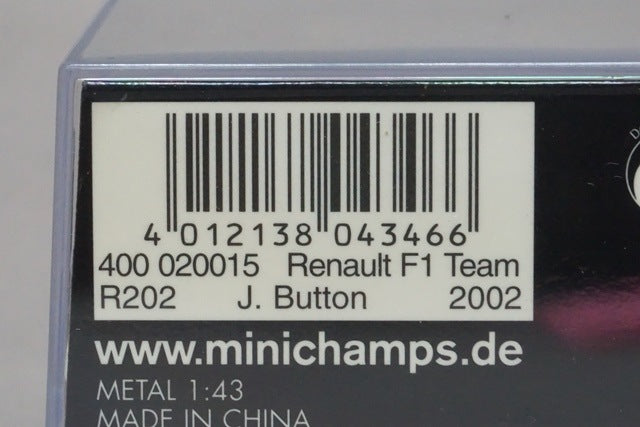 4 012138 043466
400 020015 Renault F1 Team
R202 J. Button 2002
www.minichamps.de
METAL 1:43
MADE IN CHINA